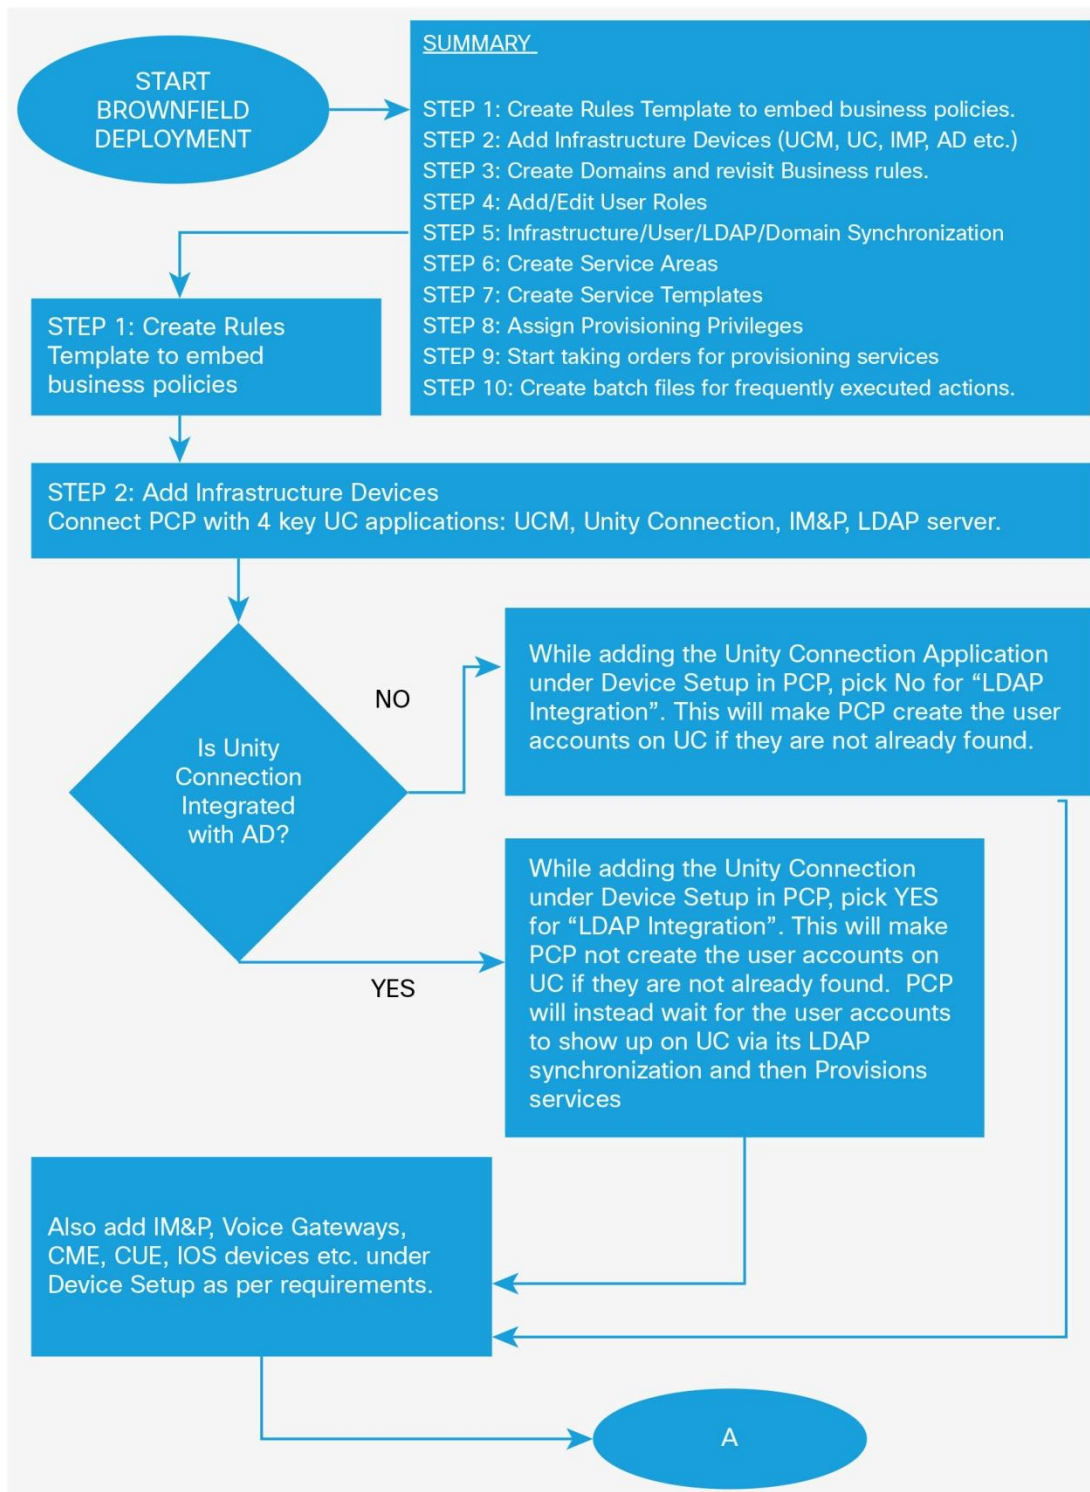 START
BROWNFIELD
DEPLOYMENT
SUMMARY
STEP 1: Create Rules Template to embed business policies.
STEP 2: Add Infrastructure Devices (UCM, UC, IMP, AD etc.)
STEP 3: Create Domains and revisit Business rules.
STEP 4: Add/Edit User Roles
STEP 5: Infrastructure/User/LDAP/Domain Synchronization
STEP 6: Create Service Areas
STEP 7: Create Service Templates
STEP 8: Assign Provisioning Privileges
STEP 9: Start taking orders for provisioning services
STEP 10: Create batch files for frequently executed actions.
STEP 1: Create Rules
Template to embed
business policies
STEP 2: Add Infrastructure Devices
Connect PCP with 4 key UC applications: UCM, Unity Connection, IM&P, LDAP server.
Is Unity
Connection
Integrated
with AD?
NO
While adding the Unity Connection Application
under Device Setup in PCP, pick No for “LDAP
Integration”. This will make PCP create the user
accounts on UC if they are not already found.
YES
While adding the Unity Connection
under Device Setup in PCP, pick YES
for “LDAP Integration”. This will make
PCP not create the user accounts on
UC if they are not already found.  PCP
will instead wait for the user accounts
to show up on UC via its LDAP
synchronization and then Provisions
services
Also add IM&P, Voice Gateways,
CME, CUE, IOS devices etc. under
Device Setup as per requirements.
A